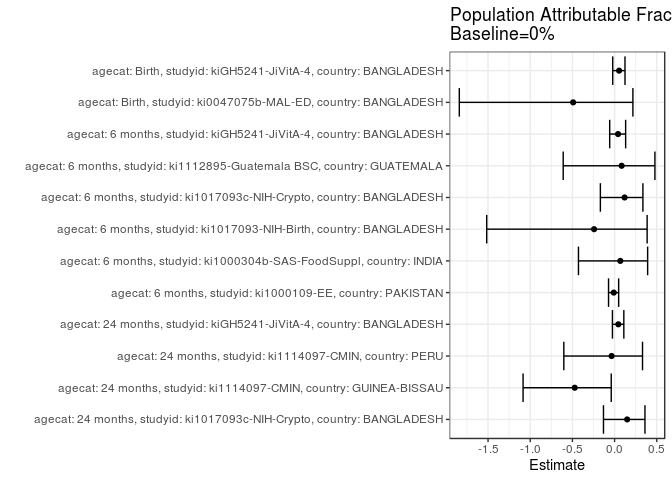 Population Attributable Frac
Baseline=0%
agecat: Birth, studyid: kiGH5241-JiVitA-4, country: BANGLADESH
agecat: Birth, studyid: ki0047075b-MAL-ED, country: BANGLADESH
agecat: 6 months, studyid: kiGH5241-JiVitA-4, country: BANGLADESH
agecat: 6 months, studyid: ki1112895-Guatemala BSC, country: GUATEMALA
agecat: 6 months, studyid: ki1017093c-NIH-Crypto, country: BANGLADESH
agecat: 6 months, studyid: ki1017093-NIH-Birth, country: BANGLADESH
agecat: 6 months, studyid: ki1000304b-SAS-FoodSuppl, country: INDIA
agecat: 6 months, studyid: ki1000109-EE, country: PAKISTAN
agecat: 24 months, studyid: kiGH5241-JiVitA-4, country: BANGLADESH
agecat: 24 months, studyid: ki1114097-CMIN, country: PERU
agecat: 24 months, studyid: ki1114097-CMIN, country: GUINEA-BISSAU
agecat: 24 months, studyid: ki1017093c-NIH-Crypto, country: BANGLADESH
-1.5 -1.0 -0.5 0.0 0.5
Estimate